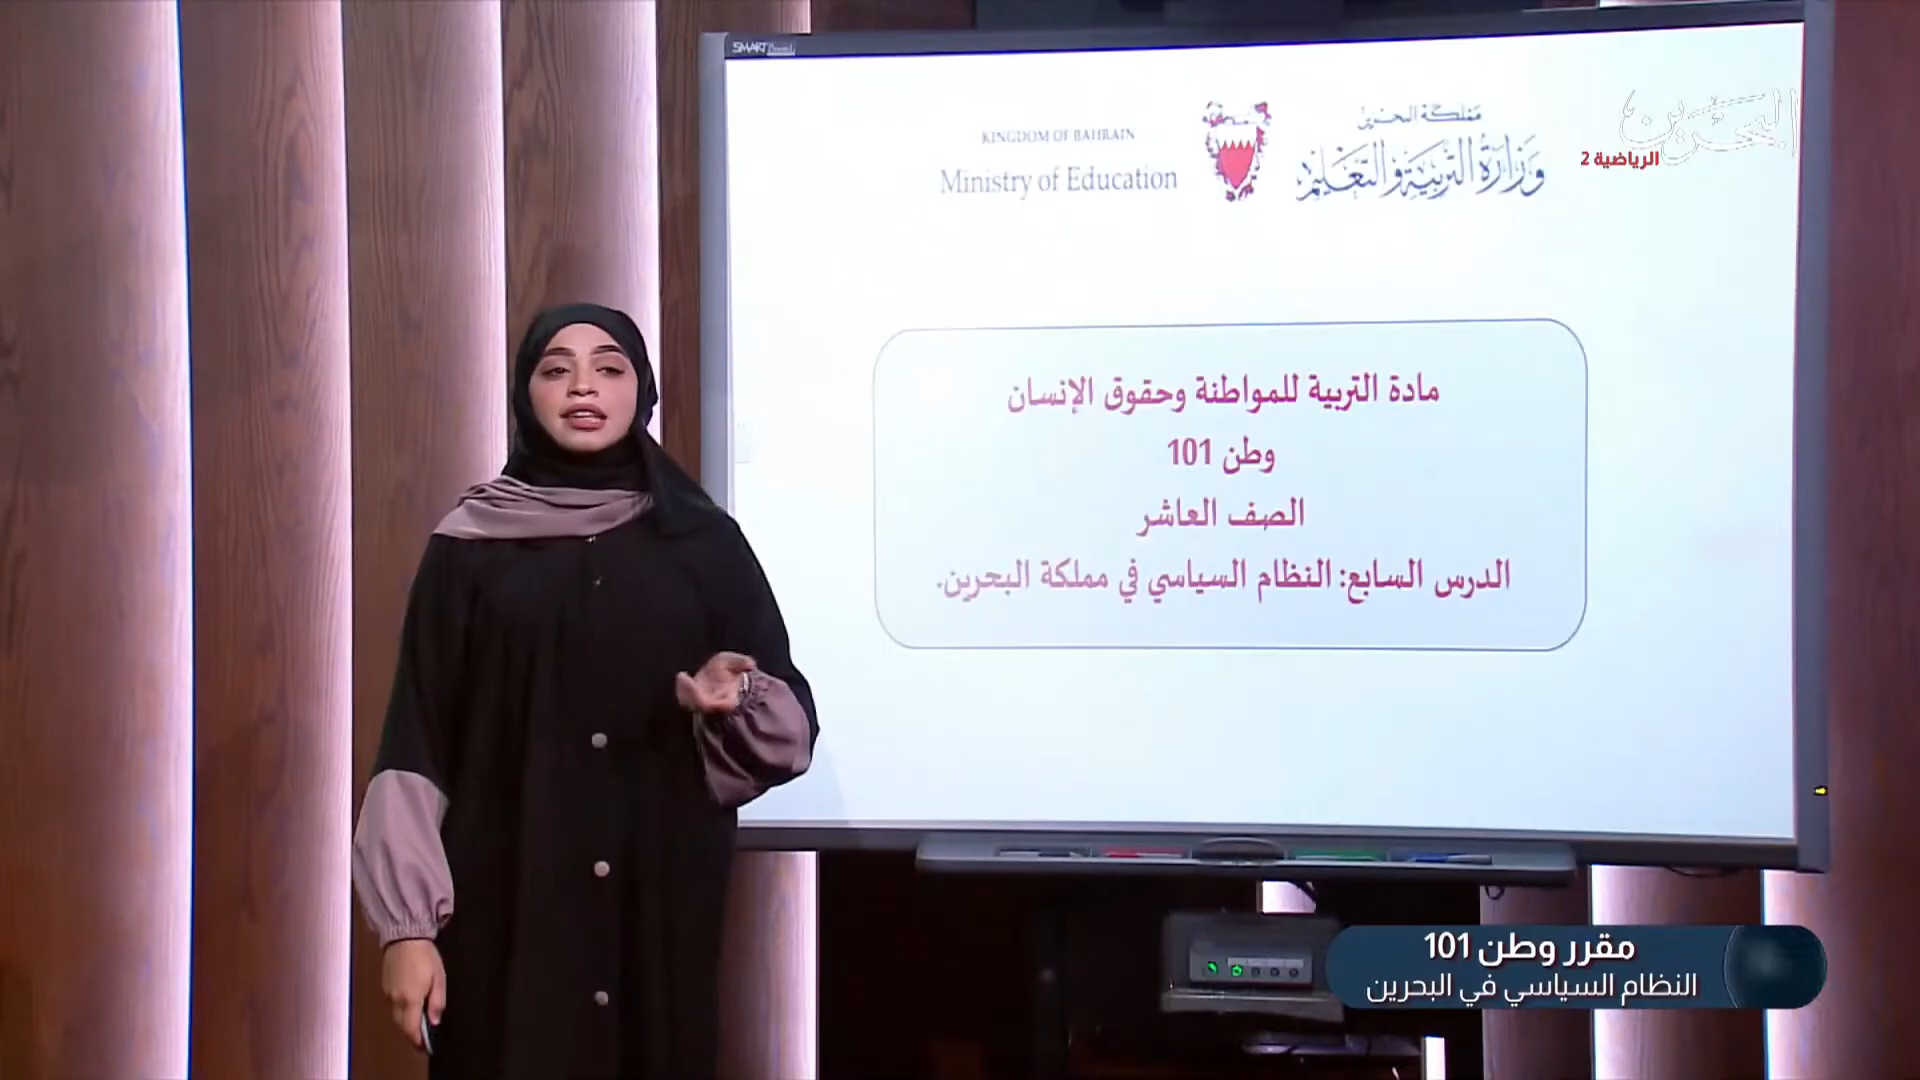 SMART Board
KINGDOM OF BAHRAIN
Ministry of Education
مملكة البحرين
وزارة التربية والتعليم
البحرين
الرياضية 2
مادة التربية للمواطنة وحقوق الإنسان
وطن 101
الصف العاشر
الدرس السابع: النظام السياسي في مملكة البحرين.
مقرر وطن 101
النظام السياسي في البحرين